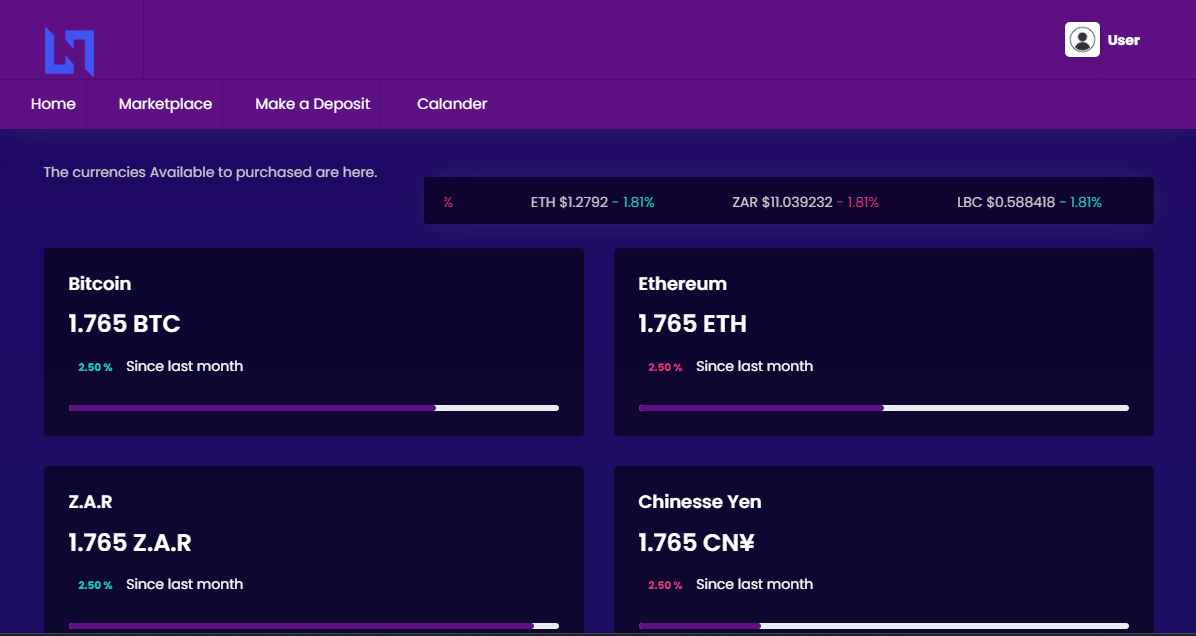 User
Home Marketplace Make a Deposit Calander
The currencies Available to purchased are here.
% ETH $1.2792 - 1.81% ZAR $11.039232 - 1.81% LBC $0.588418 - 1.81%
Bitcoin
1.765 BTC
2.50 % Since last month
Ethereum
1.765 ETH
2.50 % Since last month
Z.A.R
1.765 Z.A.R
2.50 % Since last month
Chinesse Yen
1.765 CN¥
2.50 % Since last month